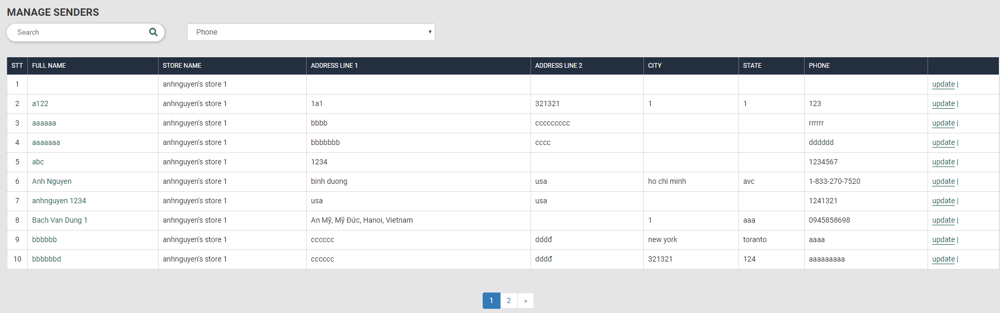 MANAGE SENDERS
Search Phone
STT FULL NAME STORE NAME ADDRESS LINE 1 ADDRESS LINE 2 CITY STATE PHONE
1 anhnguyen's store 1 update |
2 a122 anhnguyen's store 1 1a1 321321 1 1 123 update |
3 aaaaaa anhnguyen's store 1 bbbb ccccccccc rrrrrr update |
4 aaaaaaa anhnguyen's store 1 bbbbbbb cccc dddddd update |
5 abc anhnguyen's store 1 1234 1234567 update |
6 Anh Nguyen anhnguyen's store 1 binh duong usa ho chi minh avc 1-833-270-7520 update |
7 anhnguyen 1234 anhnguyen's store 1 usa usa 1241321 update |
8 Bach Van Dung 1 anhnguyen's store 1 An Mỹ, Mỹ Đức, Hanoi, Vietnam 1 aaa 0945858698 update |
9 bbbbbb anhnguyen's store 1 cccccc dddđ new york toranto aaaa update |
10 bbbbbbd anhnguyen's store 1 cccccc dddđ 321321 124 aaaaaaaaa update |
1 2 »